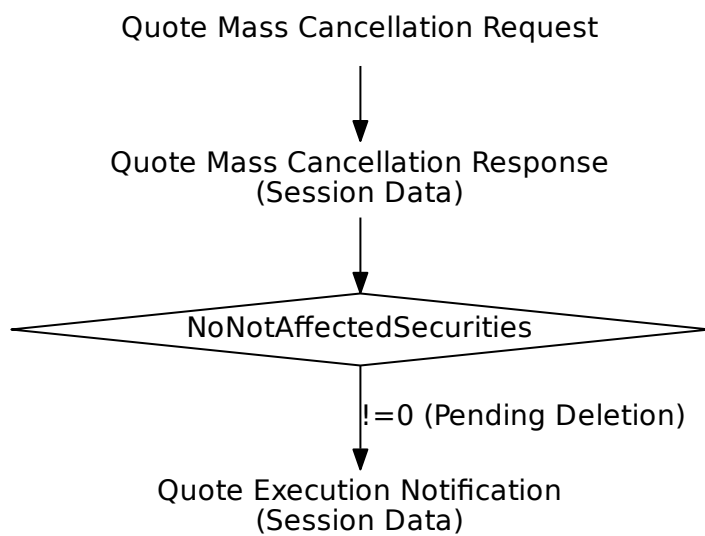 Quote Mass Cancellation Request
Quote Mass Cancellation Response
(Session Data)
NoNotAffectedSecurities
!=0 (Pending Deletion)
Quote Execution Notification
(Session Data)